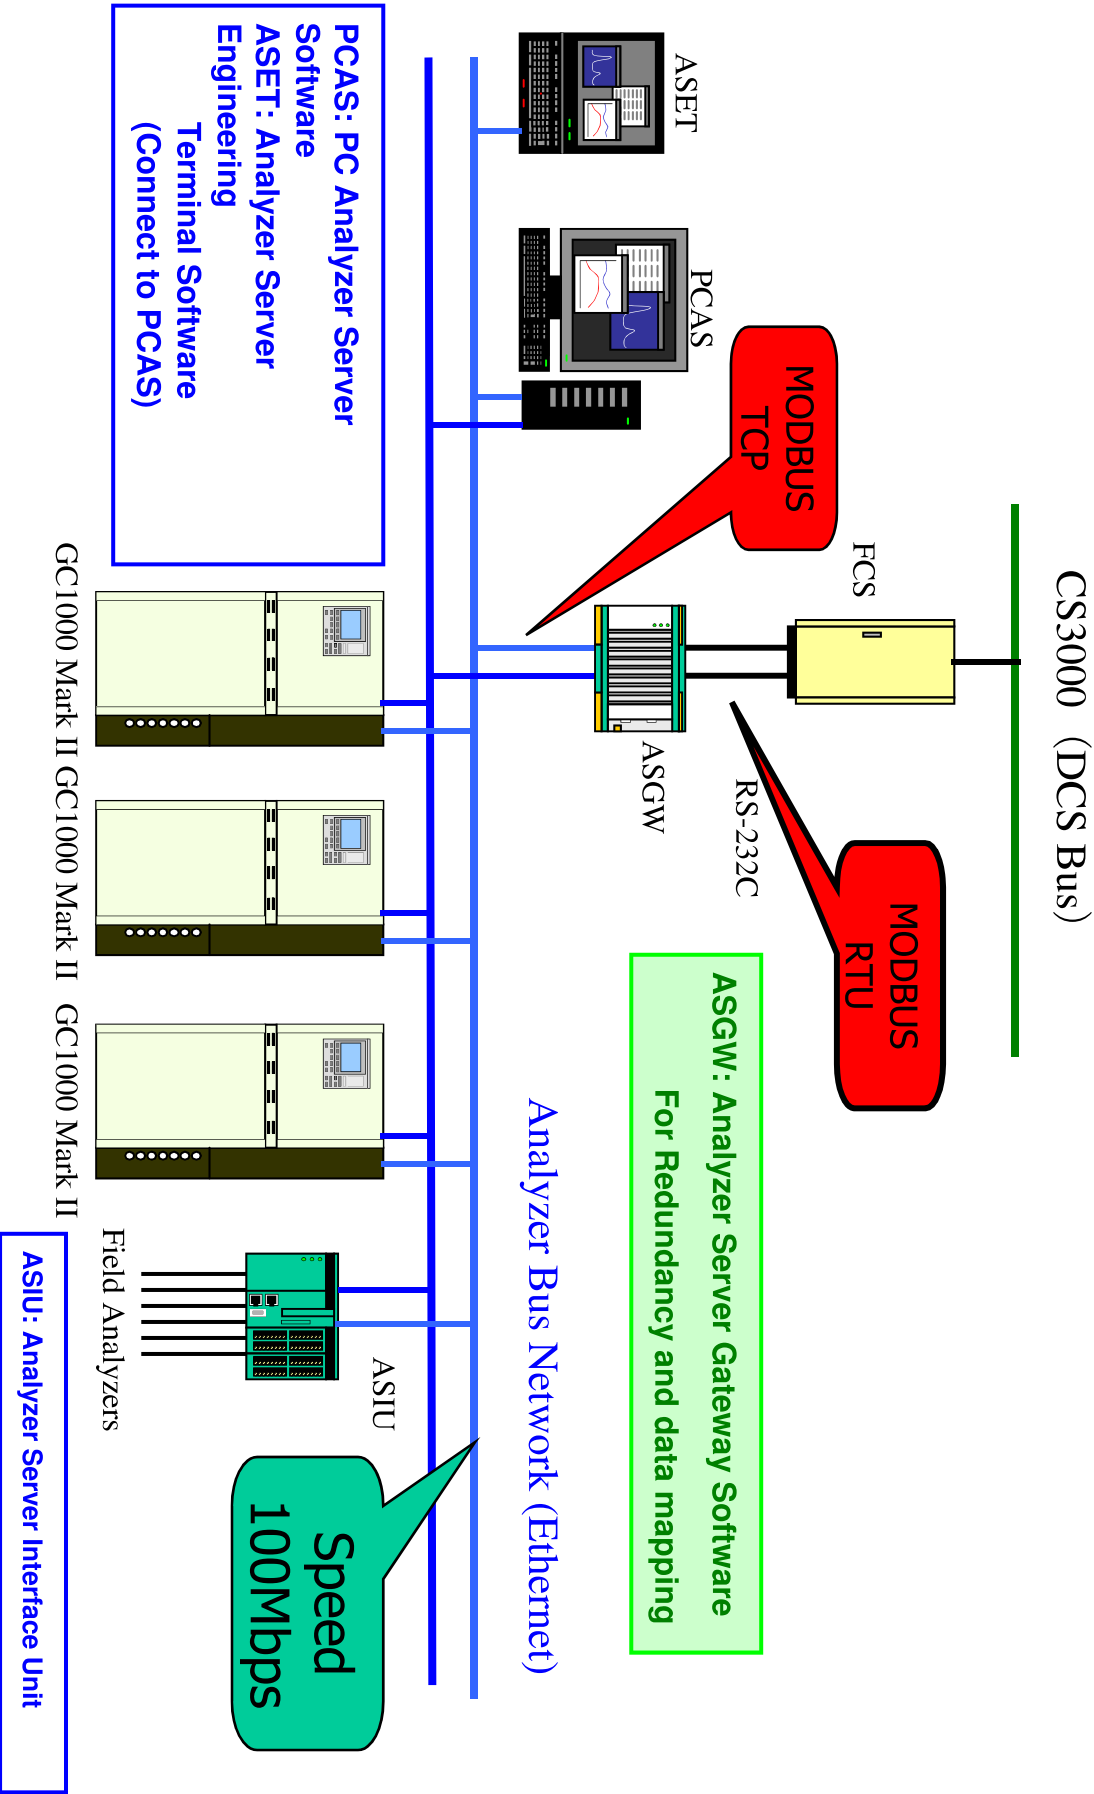 CS3000 (DCS Bus)
FCS
MODBUS
RTU
MODBUS
TCP
RS-232C
ASGW
ASET
PCAS
ASGW: Analyzer Server Gateway Software
For Redundancy and data mapping
Analyzer Bus Network (Ethernet)
PCAS: PC Analyzer Server
Software
ASET: Analyzer Server
Engineering
Terminal Software
(Connect to PCAS)
ASIU
Speed
100Mbps
Field Analyzers
GC1000 Mark II GC1000 Mark II GC1000 Mark II
ASIU: Analyzer Server Interface Unit